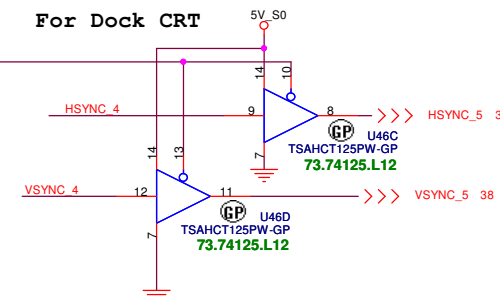 For Dock CRT
5V_S0
14
10
HSYNC_4
9
8
HSYNC_5 3
GP
U46C
TSAHCT125PW-GP
73.74125.L12
7
14
13
VSYNC_4
12
11
VSYNC_5 38
GP
U46D
TSAHCT125PW-GP
73.74125.L12
7